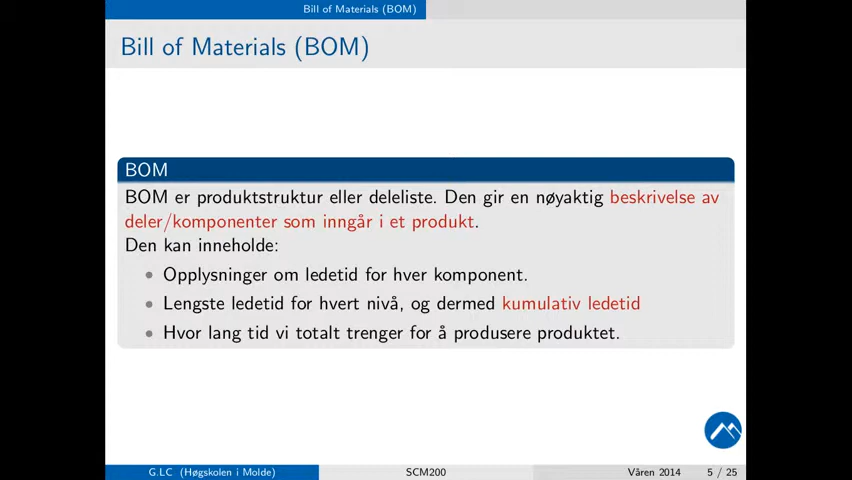 Bill of Materials (BOM)
Bill of Materials (BOM)
BOM
BOM er produktstruktur eller deleliste. Den gir en nøyaktig beskrivelse av
deler/komponenter som inngår i et produkt.
Den kan inneholde:
• Opplysninger om ledetid for hver komponent.
• Lengste ledetid for hvert nivå, og dermed kumulativ ledetid
• Hvor lang tid vi totalt trenger for å produsere produktet.
G.LC (Høgskolen i Molde) SCM200 Våren 2014 5 / 25